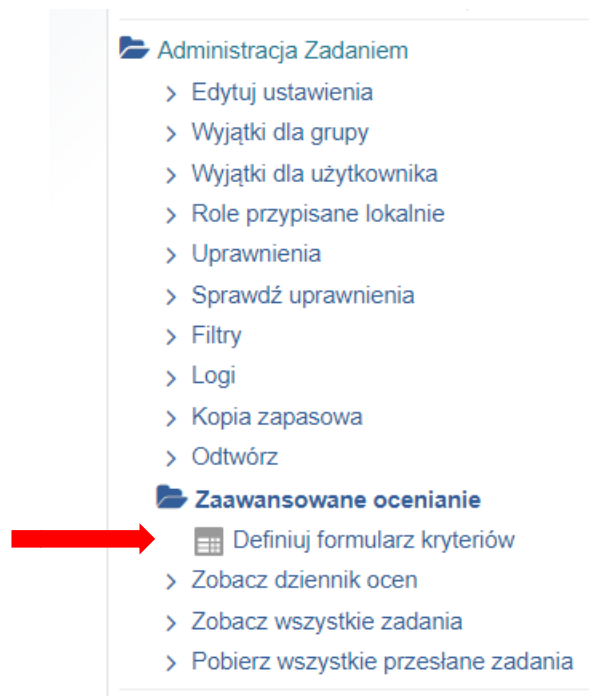 Administracja Zadaniem
Edytuj ustawienia
Wyjątki dla grupy
Wyjątki dla użytkownika
Role przypisane lokalnie
Uprawnienia
Sprawdź uprawnienia
Filtry
Logi
Kopia zapasowa
Odtwórz
Zaawansowane ocenianie
Definiuj formularz kryteriów
Zobacz dziennik ocen
Zobacz wszystkie zadania
Pobierz wszystkie przesłane zadania